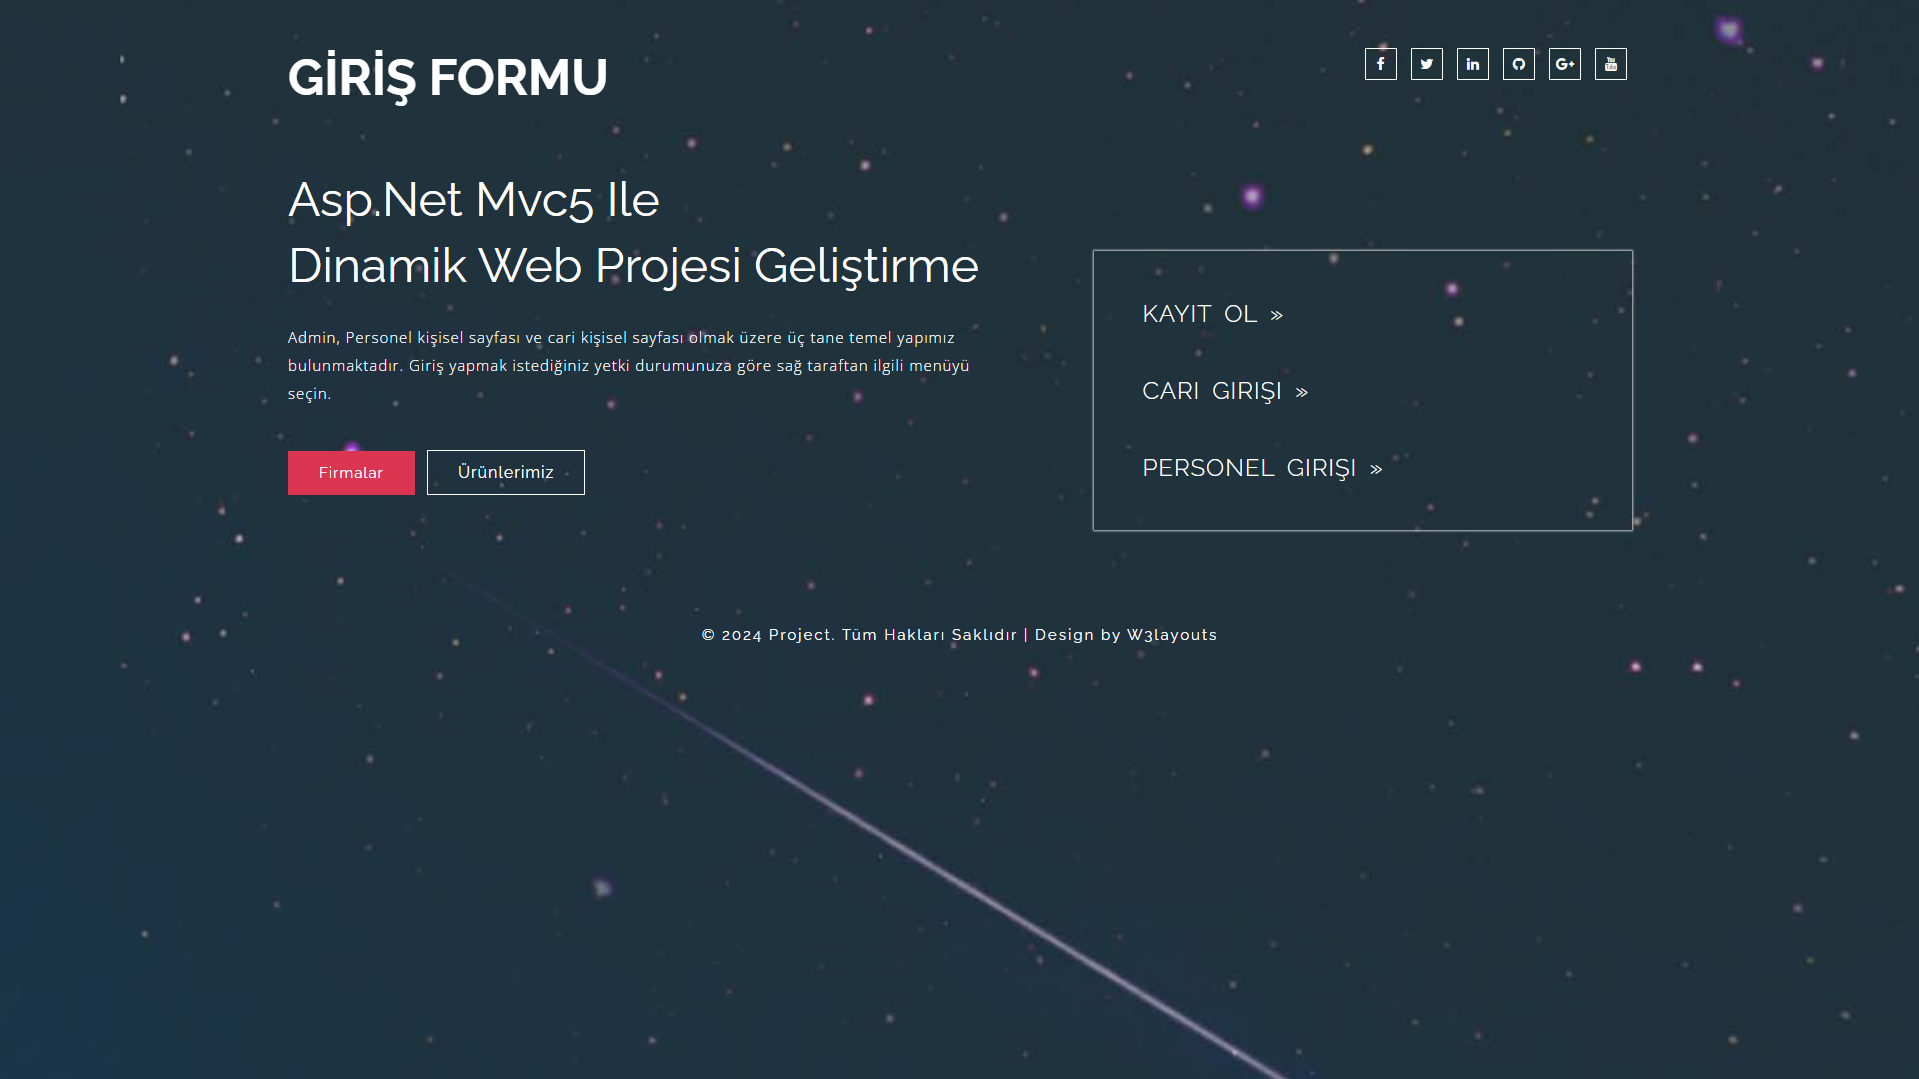 GİRİŞ FORMU
Asp.Net Mvc5 Ile
Dinamik Web Projesi Geliştirme
Admin, Personel kişisel sayfası ve cari kişisel sayfası olmak üzere üç tane temel yapımız
bulunmaktadır. Giriş yapmak istediğiniz yetki durumunuza göre sağ taraftan ilgili menüyü
seçin.
Firmalar
Ürünlerimiz
KAYIT OL »
CARI GIRIŞI »
PERSONEL GIRIŞI »
© 2024 Project. Tüm Hakları Saklıdır | Design by W3layouts